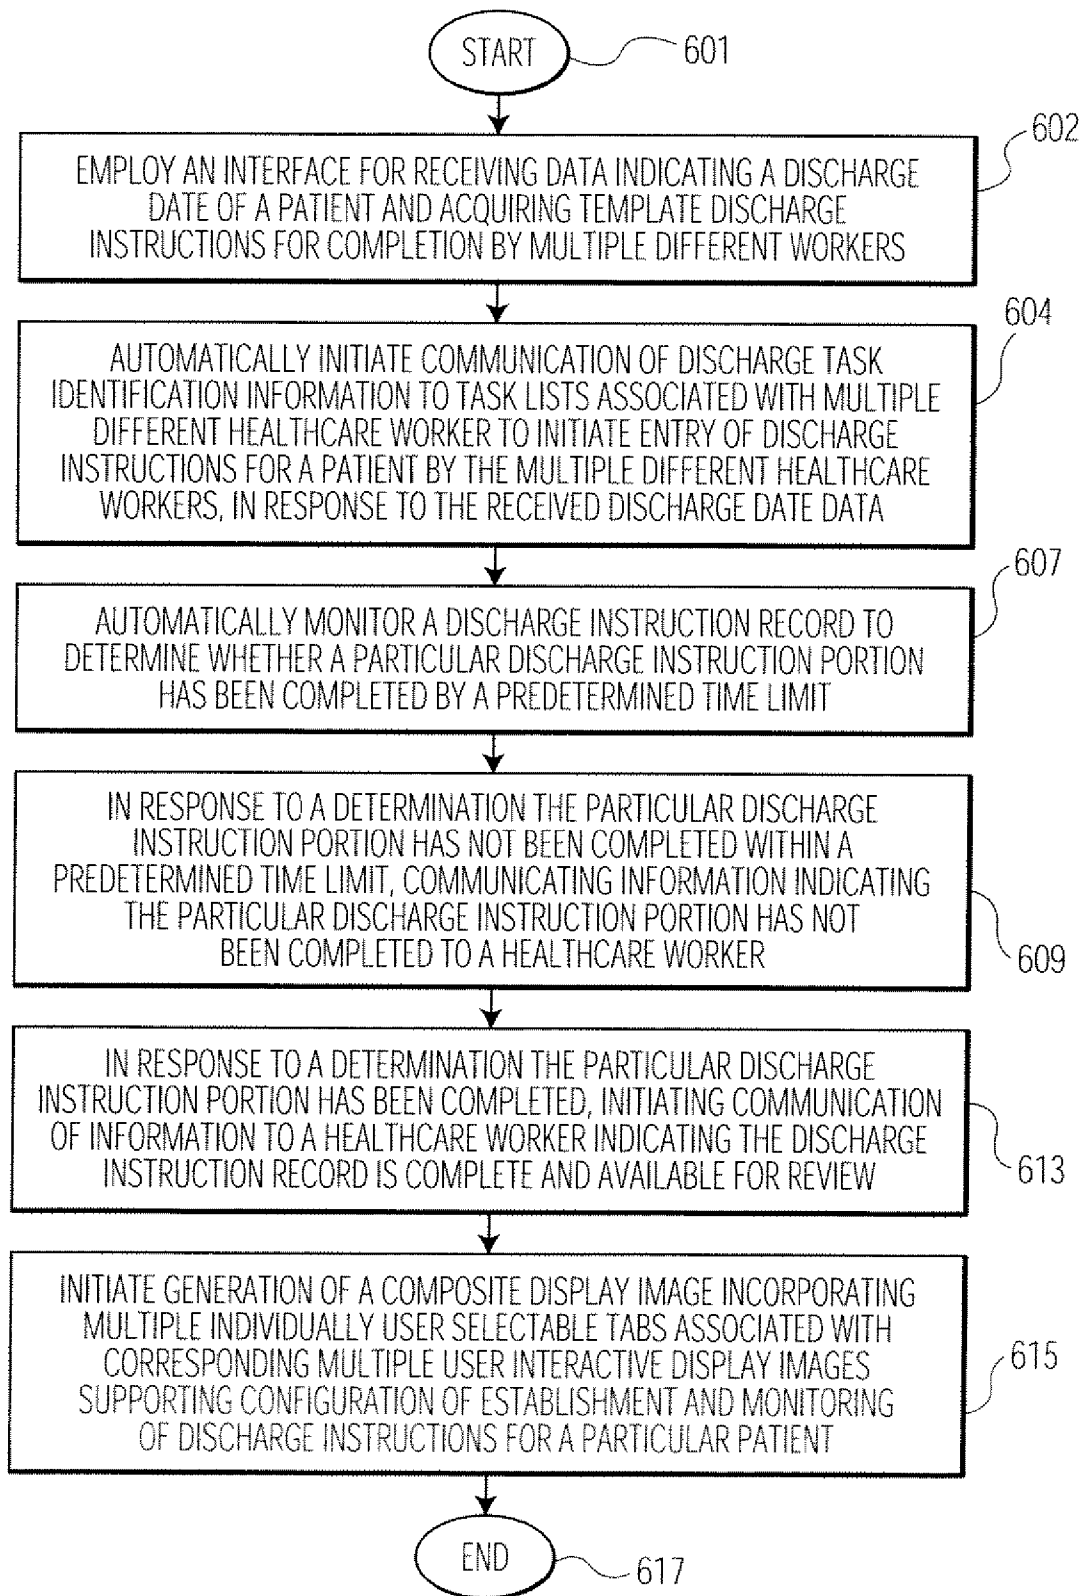 START
601
602
EMPLOY AN INTERFACE FOR RECEIVING DATA INDICATING A DISCHARGE
DATE OF A PATIENT AND ACQUIRING TEMPLATE DISCHARGE
INSTRUCTIONS FOR COMPLETION BY MULTIPLE DIFFERENT WORKERS
604
AUTOMATICALLY INITIATE COMMUNICATION OF DISCHARGE TASK
IDENTIFICATION INFORMATION TO TASK LISTS ASSOCIATED WITH MULTIPLE
DIFFERENT HEALTHCARE WORKER TO INITIATE ENTRY OF DISCHARGE
INSTRUCTIONS FOR A PATIENT BY THE MULTIPLE DIFFERENT HEALTHCARE
WORKERS, IN RESPONSE TO THE RECEIVED DISCHARGE DATE DATA
607
AUTOMATICALLY MONITOR A DISCHARGE INSTRUCTION RECORD TO
DETERMINE WHETHER A PARTICULAR DISCHARGE INSTRUCTION PORTION
HAS BEEN COMPLETED BY A PREDETERMINED TIME LIMIT
IN RESPONSE TO A DETERMINATION THE PARTICULAR DISCHARGE
INSTRUCTION PORTION HAS NOT BEEN COMPLETED WITHIN A
PREDETERMINED TIME LIMIT, COMMUNICATING INFORMATION INDICATING
THE PARTICULAR DISCHARGE INSTRUCTION PORTION HAS NOT
BEEN COMPLETED TO A HEALTHCARE WORKER
609
IN RESPONSE TO A DETERMINATION THE PARTICULAR DISCHARGE
INSTRUCTION PORTION HAS BEEN COMPLETED, INITIATING COMMUNICATION
OF INFORMATION TO A HEALTHCARE WORKER INDICATING THE DISCHARGE
INSTRUCTION RECORD IS COMPLETE AND AVAILABLE FOR REVIEW
613
INITIATE GENERATION OF A COMPOSITE DISPLAY IMAGE INCORPORATING
MULTIPLE INDIVIDUALLY USER SELECTABLE TABS ASSOCIATED WITH
CORRESPONDING MULTIPLE USER INTERACTIVE DISPLAY IMAGES
SUPPORTING CONFIGURATION OF ESTABLISHMENT AND MONITORING
OF DISCHARGE INSTRUCTIONS FOR A PARTICULAR PATIENT
615
END
617